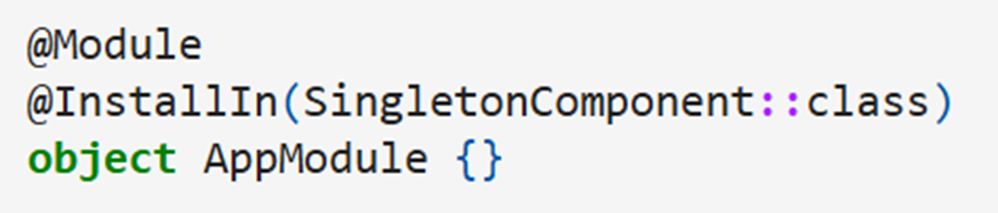 @Module
@InstallIn(SingletonComponent::class)
object AppModule {}